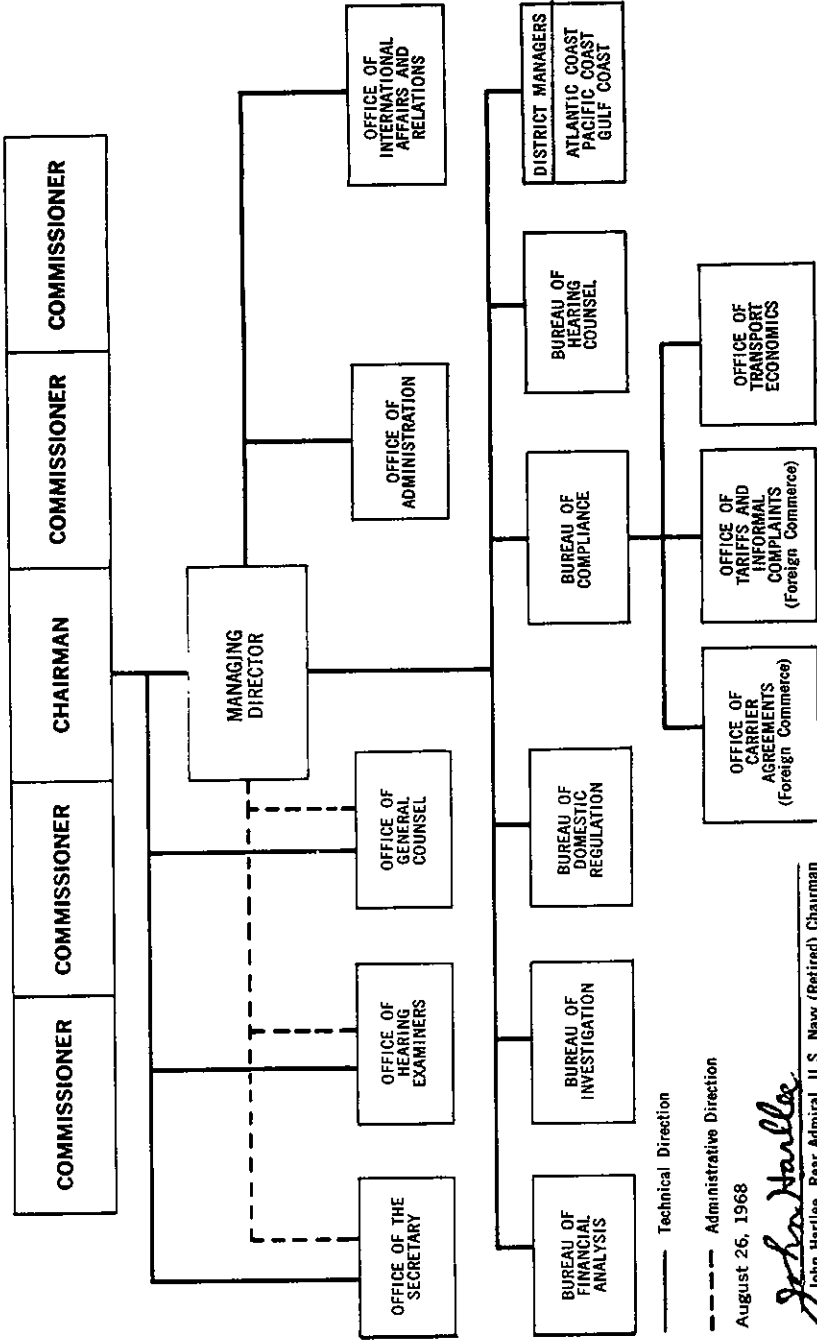 COMMISSIONER
COMMISSIONER
CHAIRMAN
COMMISSIONER
COMMISSIONER
MANAGING
DIRECTOR
OFFICE OF THE
SECRETARY
OFFICE OF
HEARING
EXAMINERS
OFFICE OF
GENERAL
COUNSEL
OFFICE OF
ADMINISTRATION
OFFICE OF
INTERNATIONAL
AFFAIRS AND
RELATIONS
BUREAU OF
FINANCIAL
ANALYSIS
BUREAU OF
INVESTIGATION
BUREAU OF
DOMESTIC
REGULATION
BUREAU OF
COMPLIANCE
BUREAU OF
HEARING
COUNSEL
DISTRICT MANAGERS
ATLANTIC COAST
PACIFIC COAST
GULF COAST
OFFICE OF
CARRIER
AGREEMENTS
(Foreign Commerce)
OFFICE OF
TARIFFS AND
INFORMAL
COMPLAINTS
(Foreign Commerce)
OFFICE OF
TRANSPORT
ECONOMICS
Technical Direction
Administrative Direction
August 26, 1968
John Harllee
John Harllee, Rear Admiral, U.S. Navy (Retired) Chairman